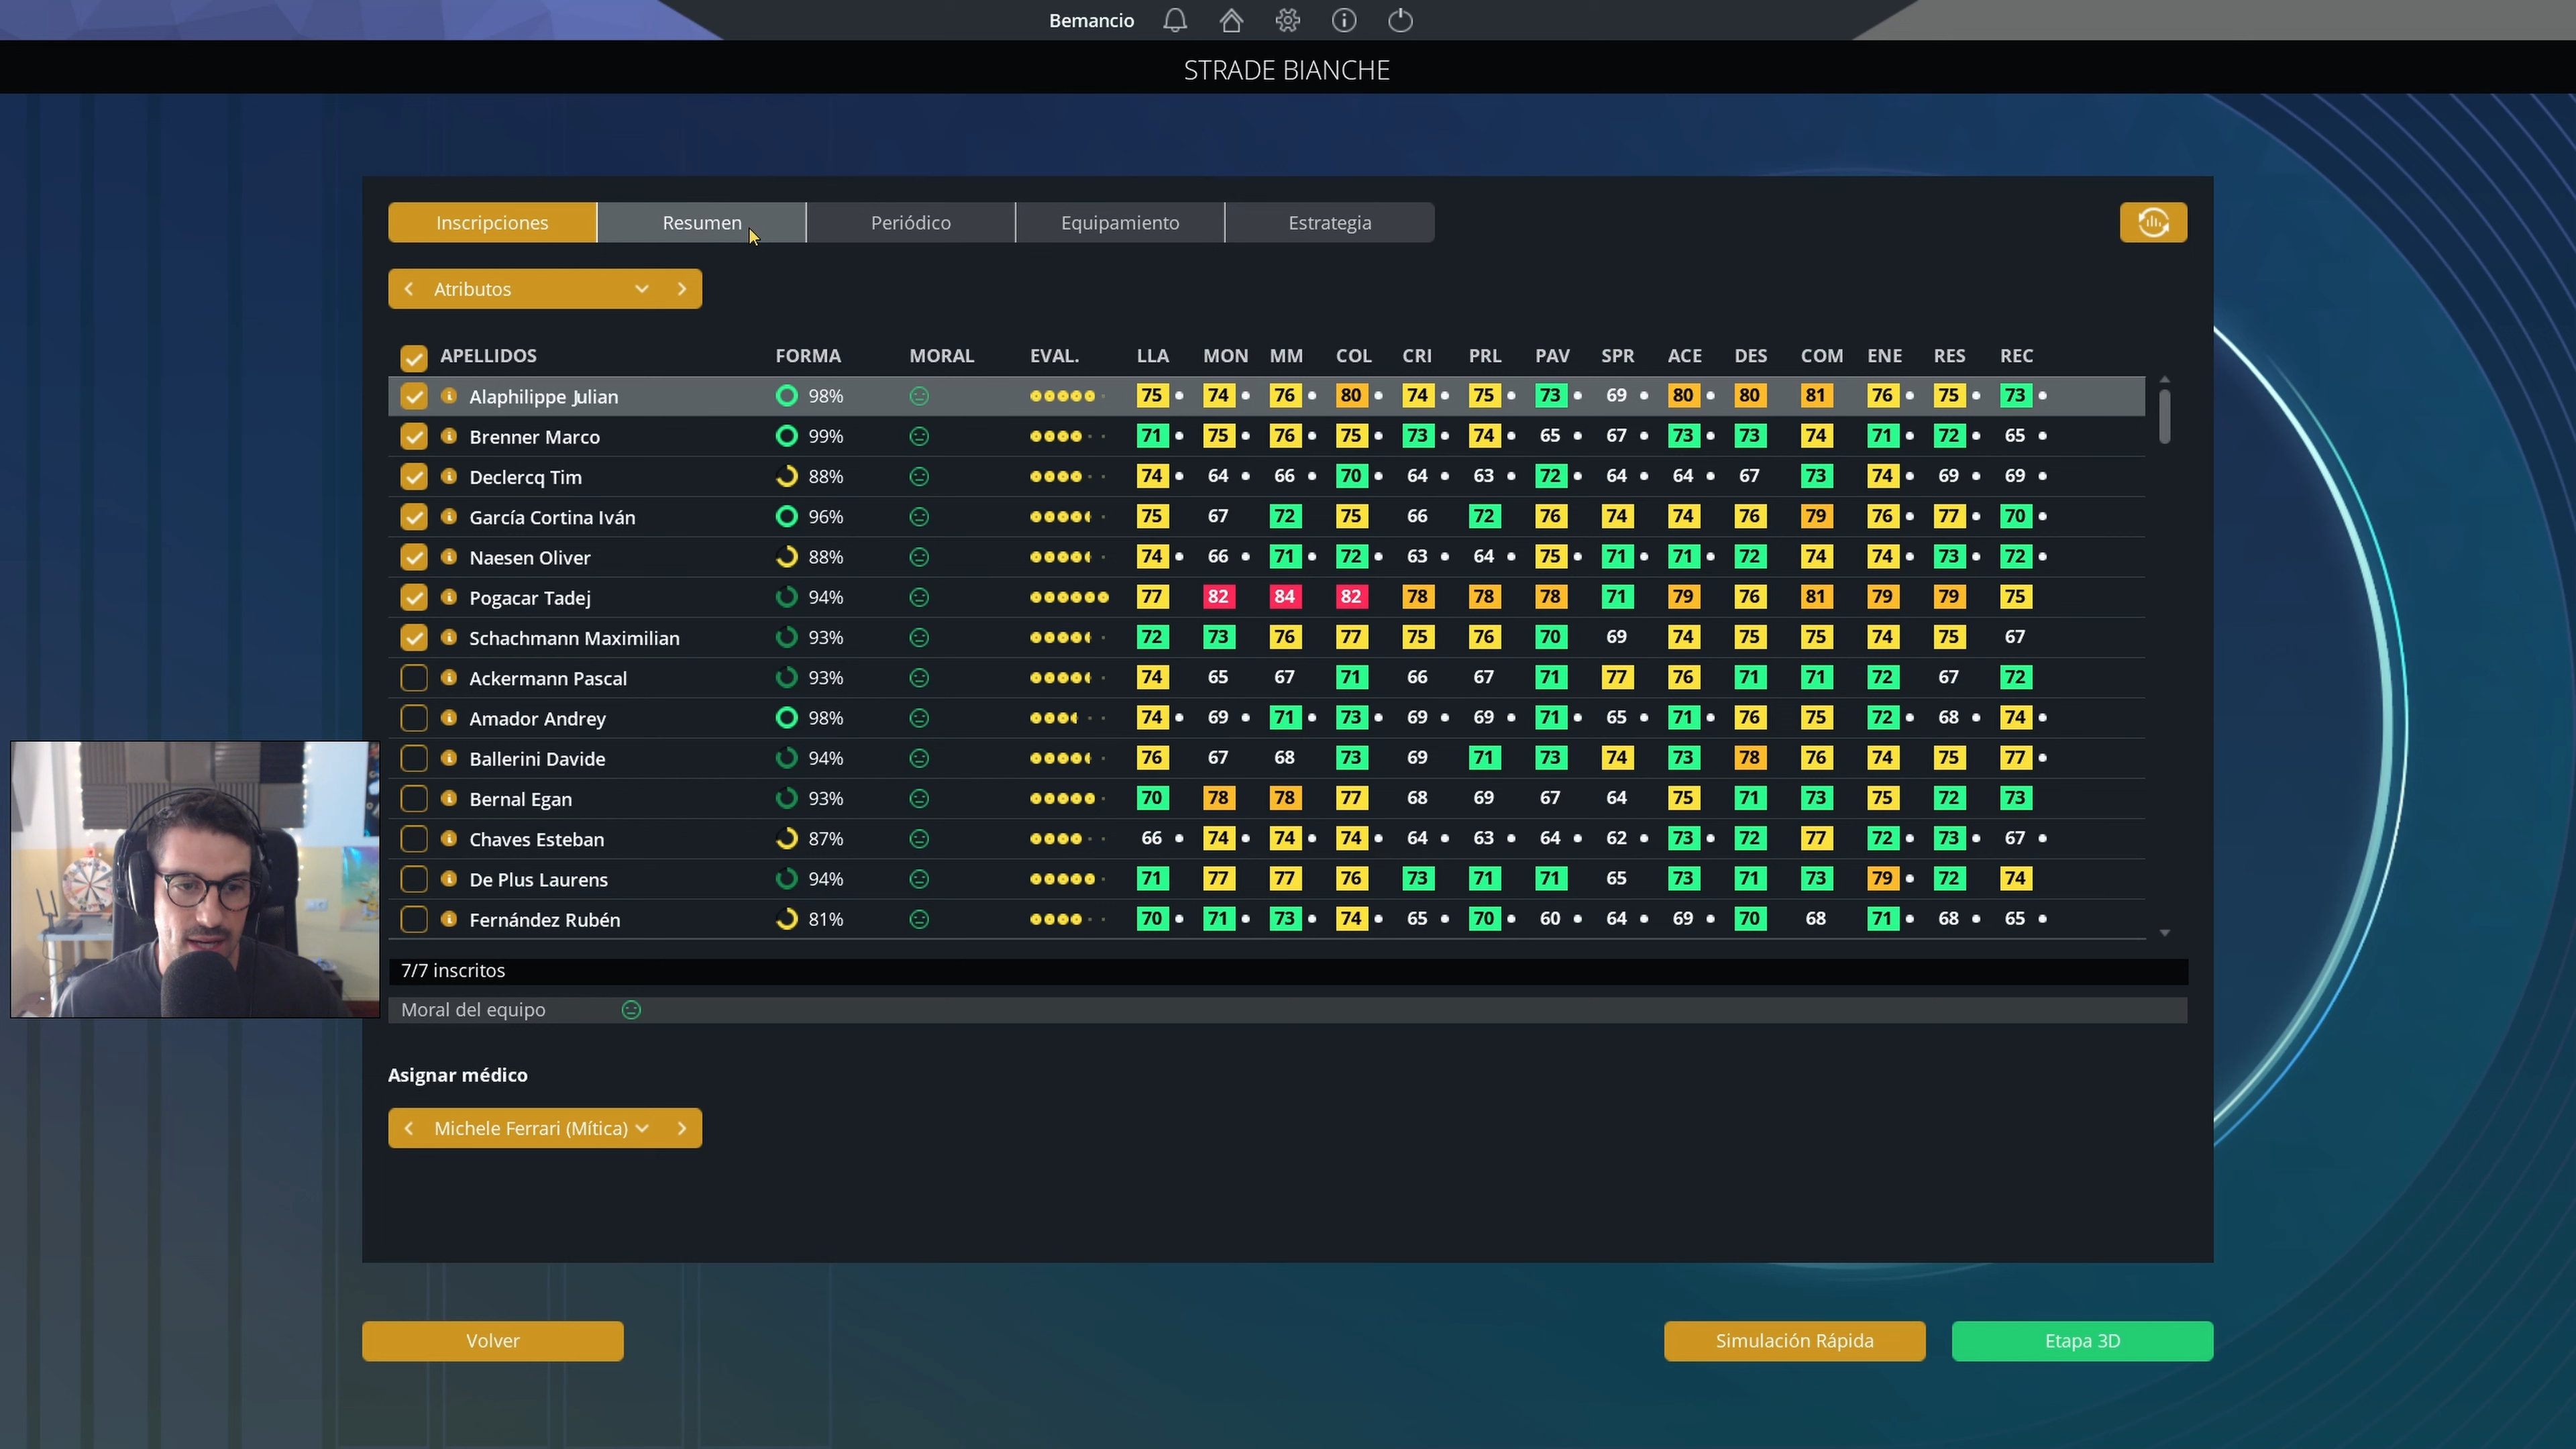 Bemancio
STRADE BIANCHE
Inscripciones Resumen Periódico Equipamiento Estrategia
Atributos
APELLIDOS FORMA MORAL EVAL. LLA MON MM COL CRI PRL PAV SPR ACE DES COM ENE RES REC
Alaphilippe Julian 98% 75 74 76 80 74 75 73 69 80 80 81 76 75 73
Brenner Marco 99% 71 75 76 75 73 74 65 67 73 73 74 71 72 65
Declercq Tim 88% 74 64 66 70 64 63 72 64 64 67 73 74 69 69
García Cortina Iván 96% 75 67 72 75 66 72 76 74 74 76 79 76 77 70
Naesen Oliver 88% 74 66 71 72 63 64 75 71 71 72 74 74 73 72
Pogacar Tadej 94% 77 82 84 82 78 78 78 71 79 76 81 79 79 75
Schachmann Maximilian 93% 72 73 76 77 75 76 70 69 74 75 75 74 75 67
Ackermann Pascal 93% 74 65 67 71 66 67 71 77 76 71 71 72 67 72
Amador Andrey 98% 74 69 71 73 69 69 71 65 71 76 75 72 68 74
Ballerini Davide 94% 76 67 68 73 69 71 73 74 73 78 76 74 75 77
Bernal Egan 93% 70 78 78 77 68 69 67 64 75 71 73 75 72 73
Chaves Esteban 87% 66 74 74 74 64 63 64 62 73 72 77 72 73 67
De Plus Laurens 94% 71 77 77 76 73 71 71 65 73 71 73 79 72 74
Fernández Rubén 81% 70 71 73 74 65 70 60 64 69 70 68 71 68 65
7/7 inscritos
Moral del equipo
Asignar médico
Michele Ferrari (Mítica)
Volver Simulación Rápida Etapa 3D